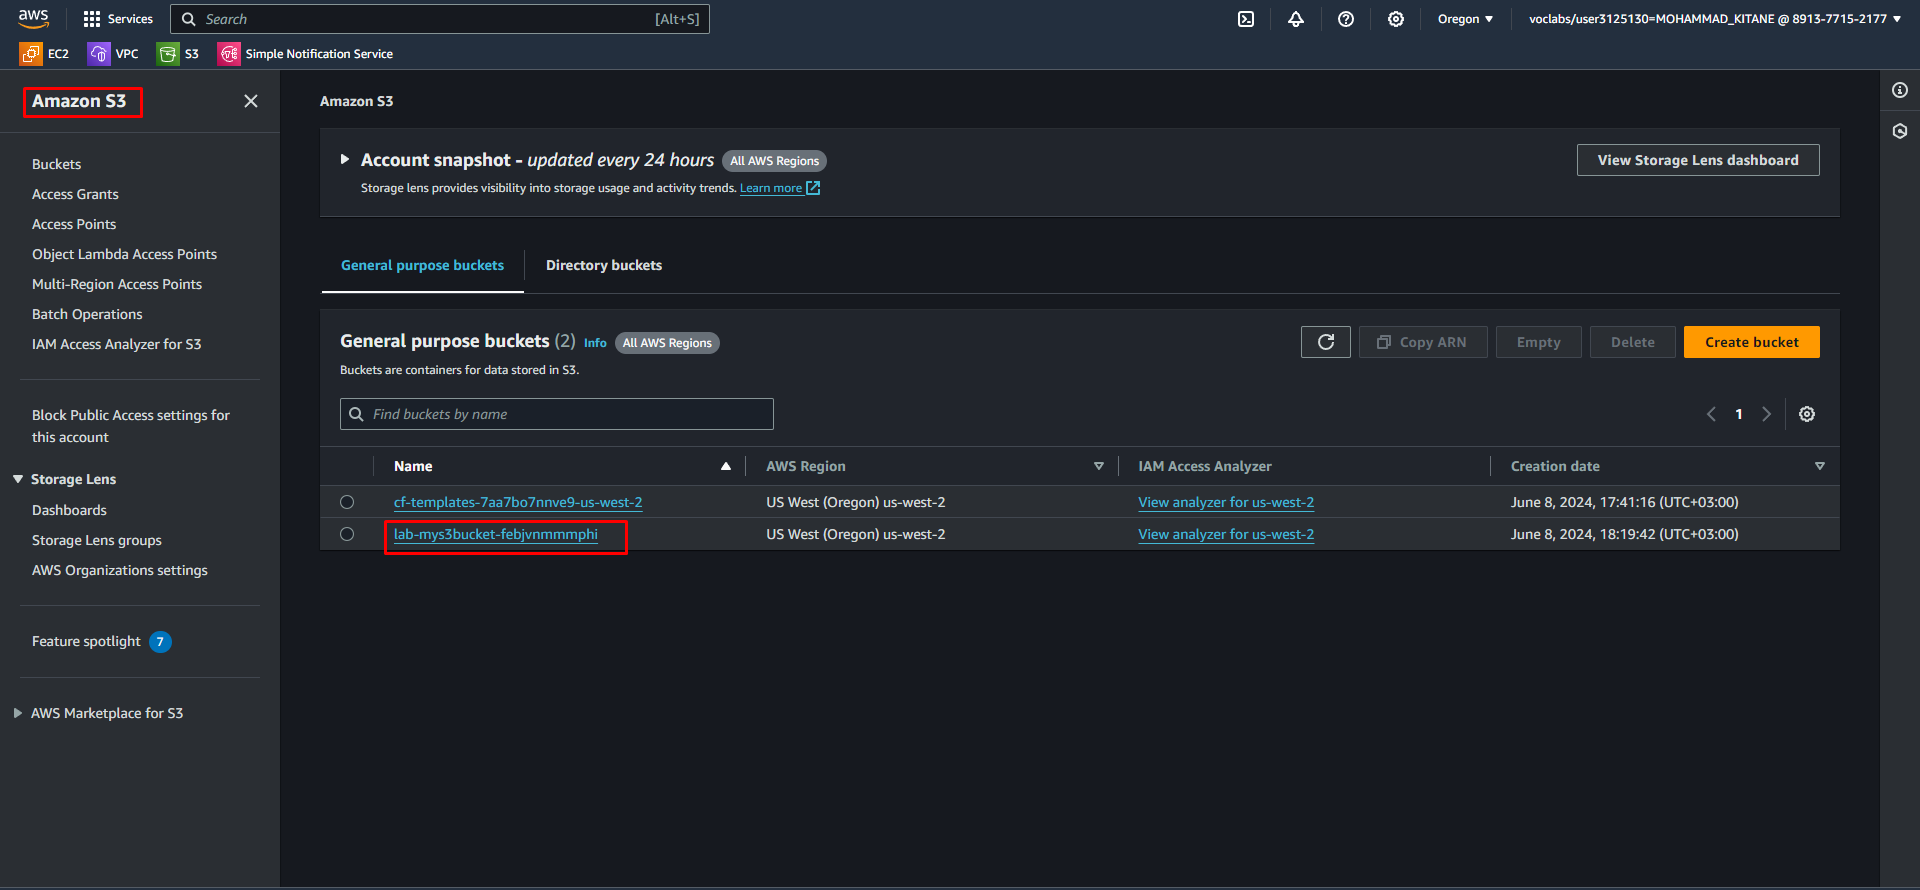 aws
Services
Search
[Alt+S]
Oregon
voclabs/user3125130=MOHAMMAD_KITANE @ 8913-7715-2177
EC2
VPC
S3
Simple Notification Service
Amazon S3
Buckets
Access Grants
Access Points
Object Lambda Access Points
Multi-Region Access Points
Batch Operations
IAM Access Analyzer for S3
Block Public Access settings for
this account
Storage Lens
Dashboards
Storage Lens groups
AWS Organizations settings
Feature spotlight 7
AWS Marketplace for S3
Amazon S3
Account snapshot - updated every 24 hours All AWS Regions
Storage lens provides visibility into storage usage and activity trends. Learn more
View Storage Lens dashboard
General purpose buckets
Directory buckets
General purpose buckets (2) Info All AWS Regions
Buckets are containers for data stored in S3.
Copy ARN
Empty
Delete
Create bucket
Find buckets by name
1
Name AWS Region IAM Access Analyzer Creation date
cf-templates-7aa7bo7nnve9-us-west-2 US West (Oregon) us-west-2 View analyzer for us-west-2 June 8, 2024, 17:41:16 (UTC+03:00)
lab-mys3bucket-febjvnmmmphi US West (Oregon) us-west-2 View analyzer for us-west-2 June 8, 2024, 18:19:42 (UTC+03:00)